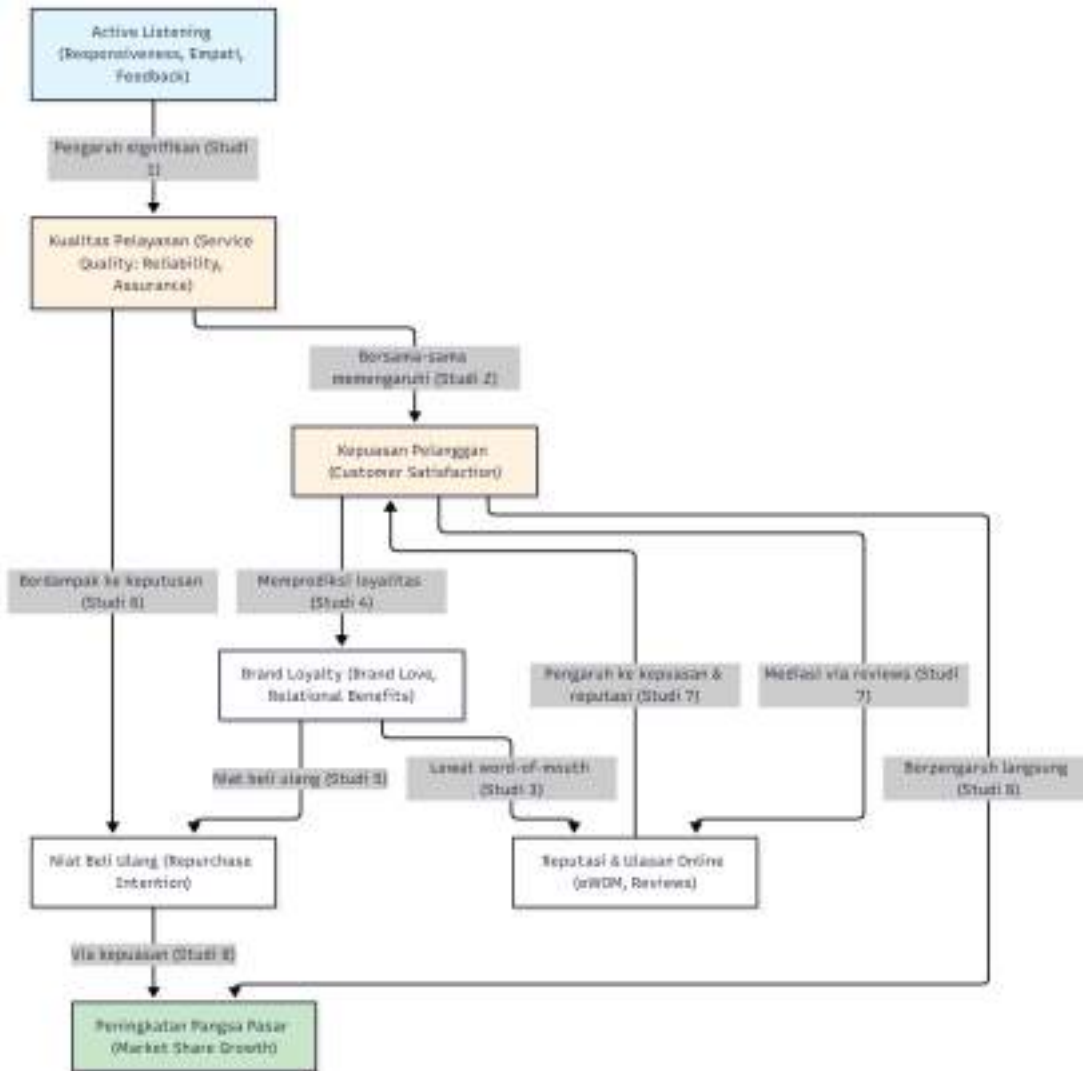 Active Listening
(Responsiveness, Empati,
Feedback)
Pengaruh signifikan (Studi
1)
Kualitas Pelayanan (Service
Quality: Reliability,
Assurance)
Bersama-sama
memengaruhi (Studi 2)
Kepuasan Pelanggan
(Customer Satisfaction)
Berdampak ke keputusan
(Studi 6)
Memprediksi loyalitas
(Studi 4)
Brand Loyalty (Brand Love,
Relational Benefits)
Pengaruh ke kepuasan &
reputasi (Studi 7)
Mediasi via reviews (Studi
7)
Niat beli ulang (Studi 5)
Lewat word-of-mouth
(Studi 3)
Berpengaruh langsung
(Studi 8)
Niat Beli Ulang (Repurchase
Intention)
Reputasi & Ulasan Online
(eWOM, Reviews)
Via kepuasan (Studi 8)
Peningkatan Pangsa Pasar
(Market Share Growth)